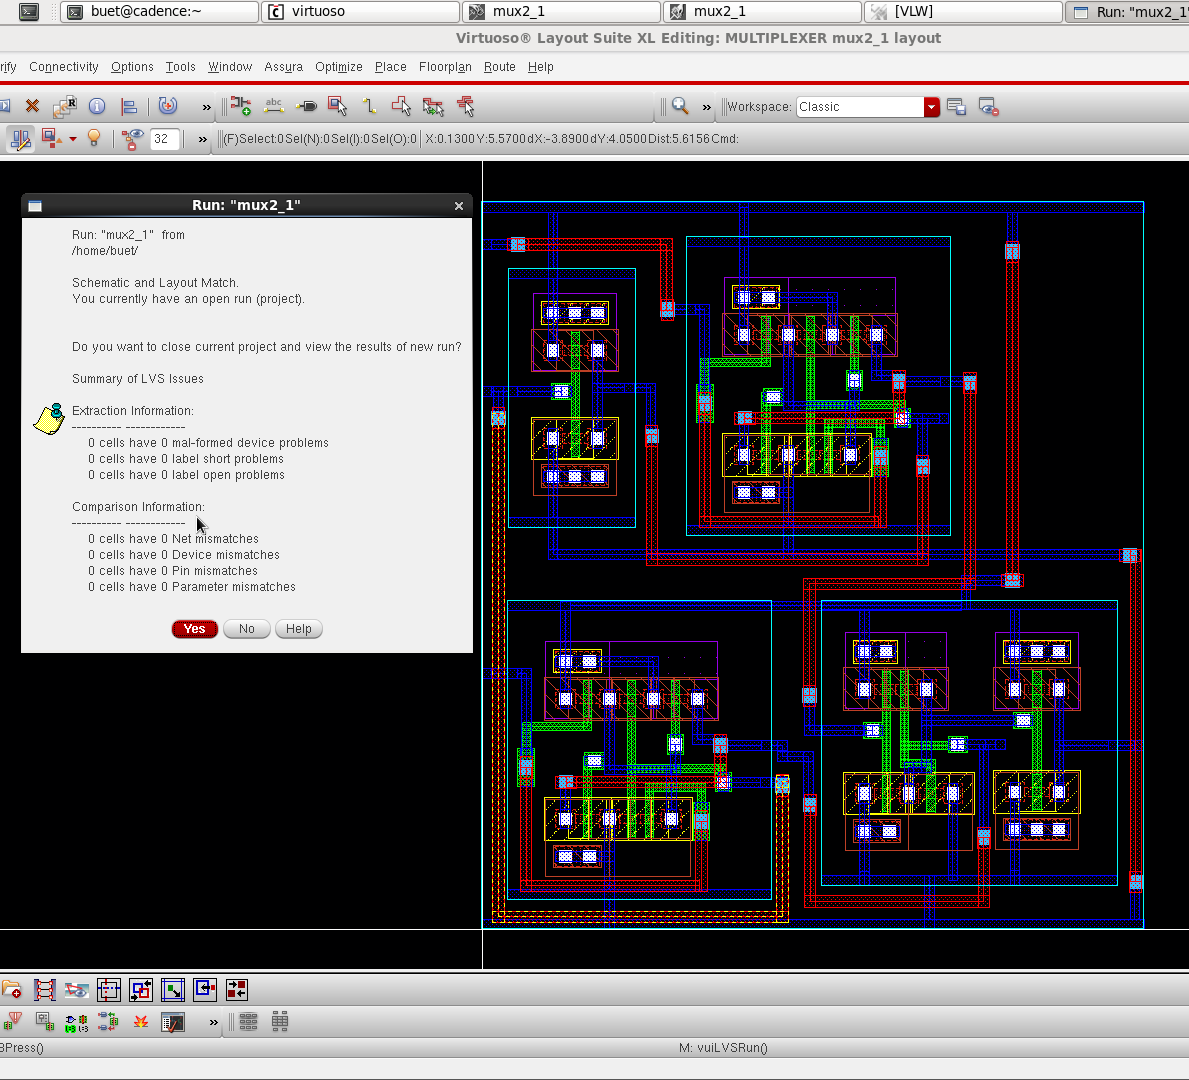 buet@cadence:~
virtuoso
mux2_1
mux2_1
[VLW]
Run: "mux2_1"
Virtuoso® Layout Suite XL Editing: MULTIPLEXER mux2_1 layout
rify Connectivity Options Tools Window Assura Optimize Place Floorplan Route Help
R
abc
Workspace: Classic
32
(F)Select:0 Sel(N):0 Sel(I):0 Sel(O):0 X:0.1300 Y:5.5700 dX:-3.8900 dY:4.0500 Dist:5.6156 Cmd:
Run: "mux2_1"
Run: "mux2_1" from
/home/buet/
Schematic and Layout Match.
You currently have an open run (project).
Do you want to close current project and view the results of new run?
Summary of LVS Issues
Extraction Information:
---------- ------------
0 cells have 0 mal-formed device problems
0 cells have 0 label short problems
0 cells have 0 label open problems
Comparison Information:
---------- ------------
0 cells have 0 Net mismatches
0 cells have 0 Device mismatches
0 cells have 0 Pin mismatches
0 cells have 0 Parameter mismatches
Yes
No
Help
BPress()
M: vuiLVSRun()